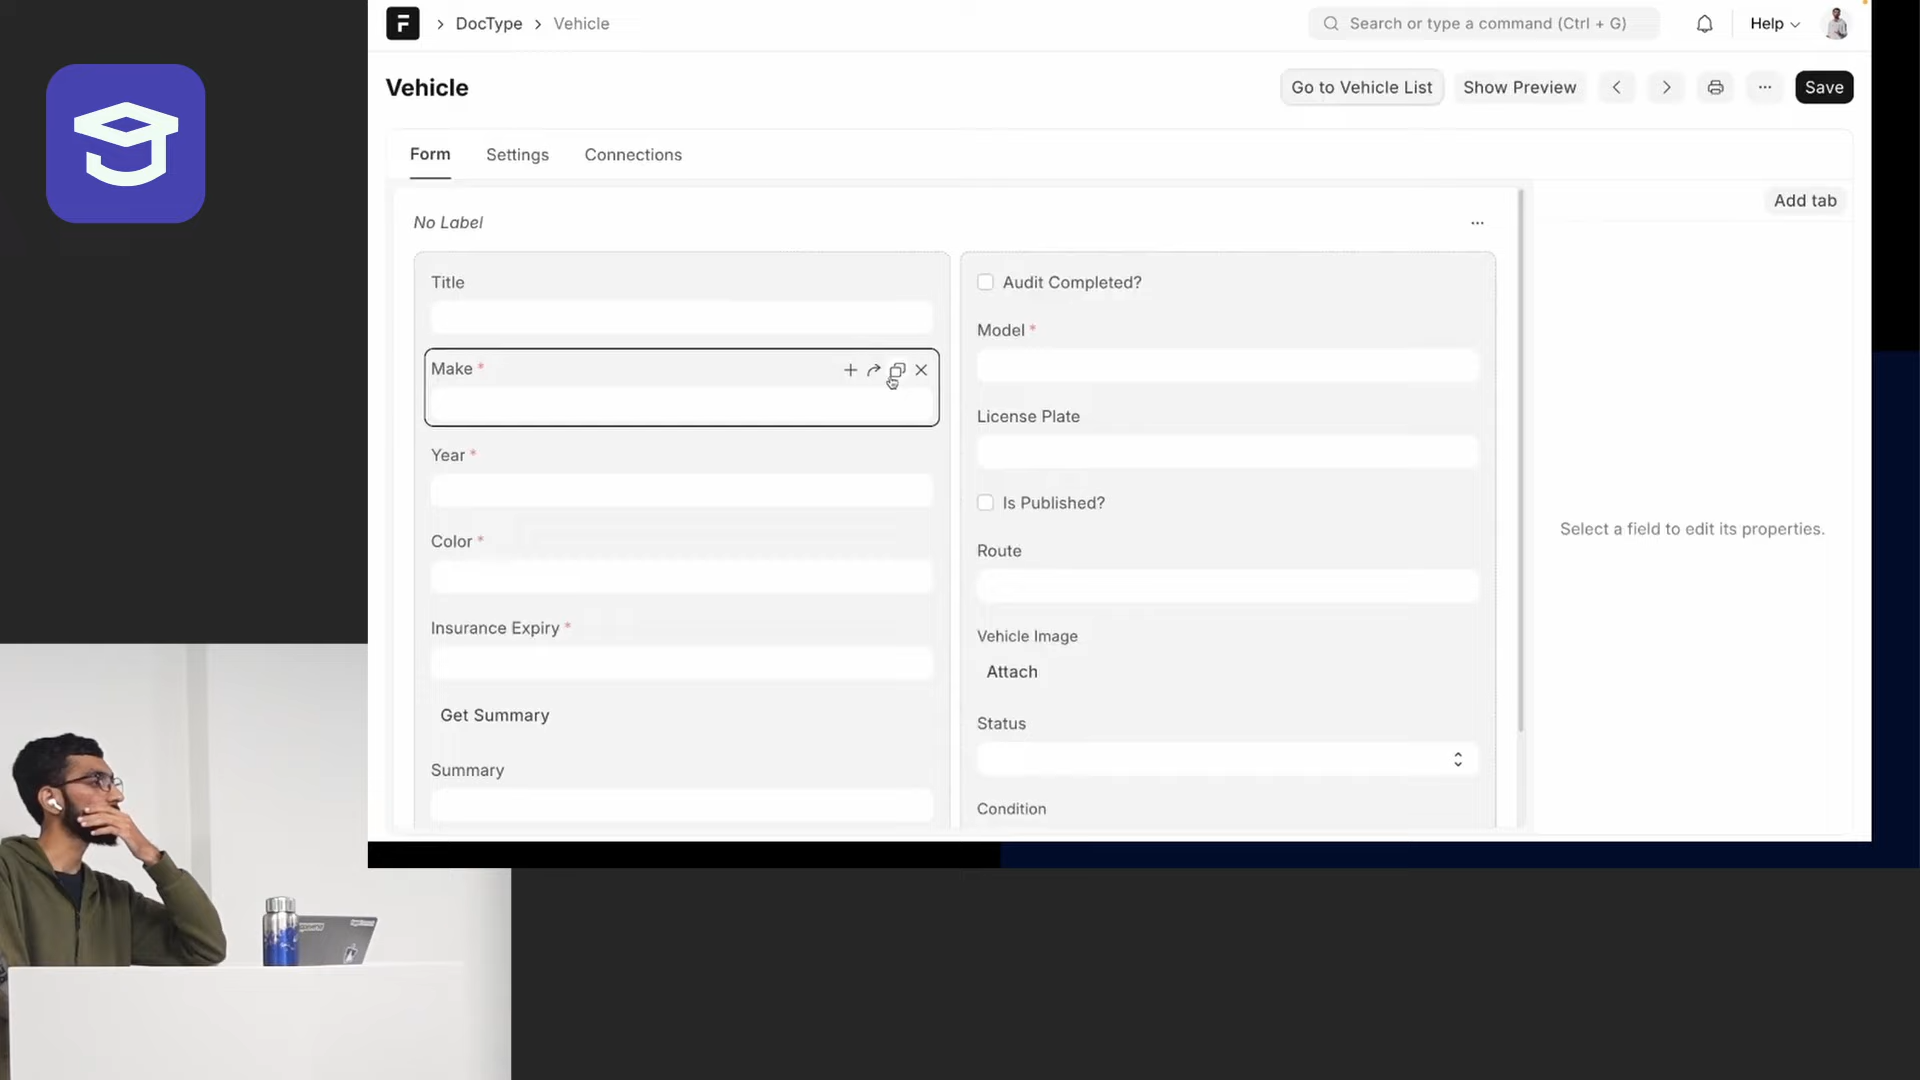 DocType
Vehicle
Search or type a command (Ctrl + G)
Help
Vehicle
Go to Vehicle List
Show Preview
Save
Form
Settings
Connections
Add tab
No Label
Title
Make *
Year *
Color *
Insurance Expiry *
Get Summary
Summary
Audit Completed?
Model *
License Plate
Is Published?
Route
Vehicle Image
Attach
Status
Condition
Select a field to edit its properties.